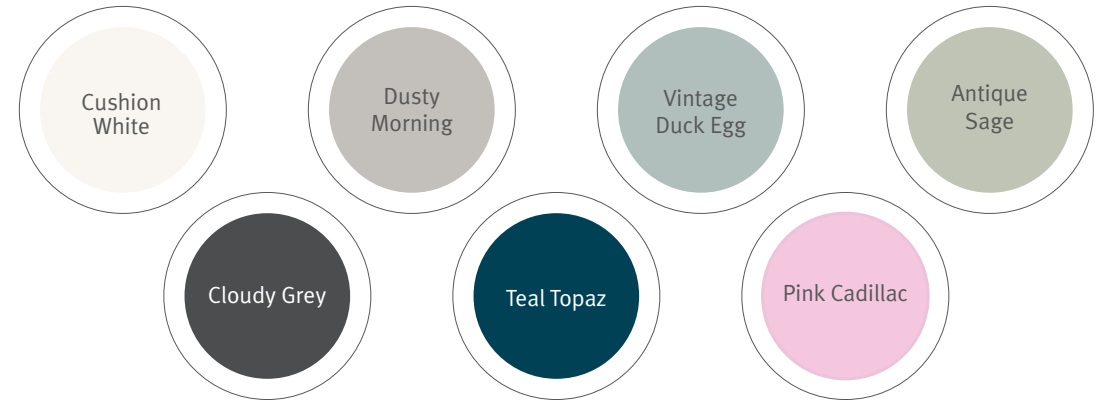 Cushion
White
Dusty
Morning
Vintage
Duck Egg
Antique
Sage
Cloudy Grey
Teal Topaz
Pink Cadillac